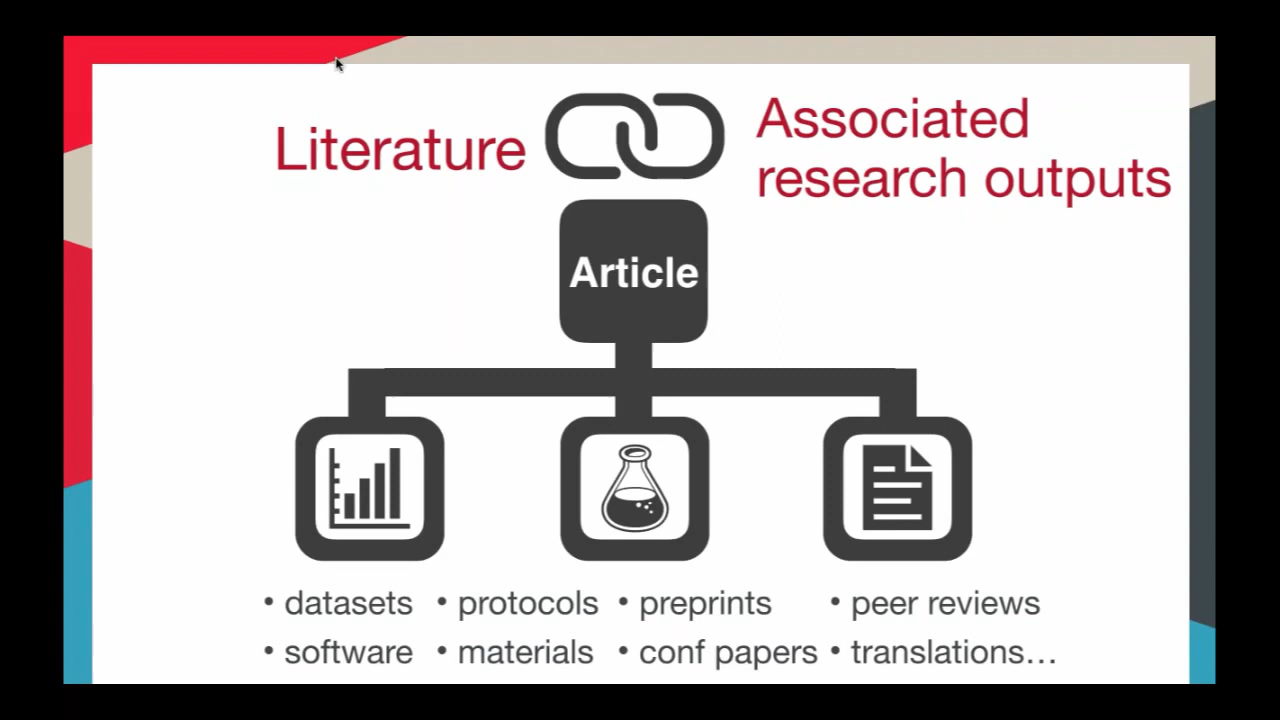 Literature
Associated
research outputs
Article
• datasets • protocols • preprints • peer reviews
• software • materials • conf papers • translations…